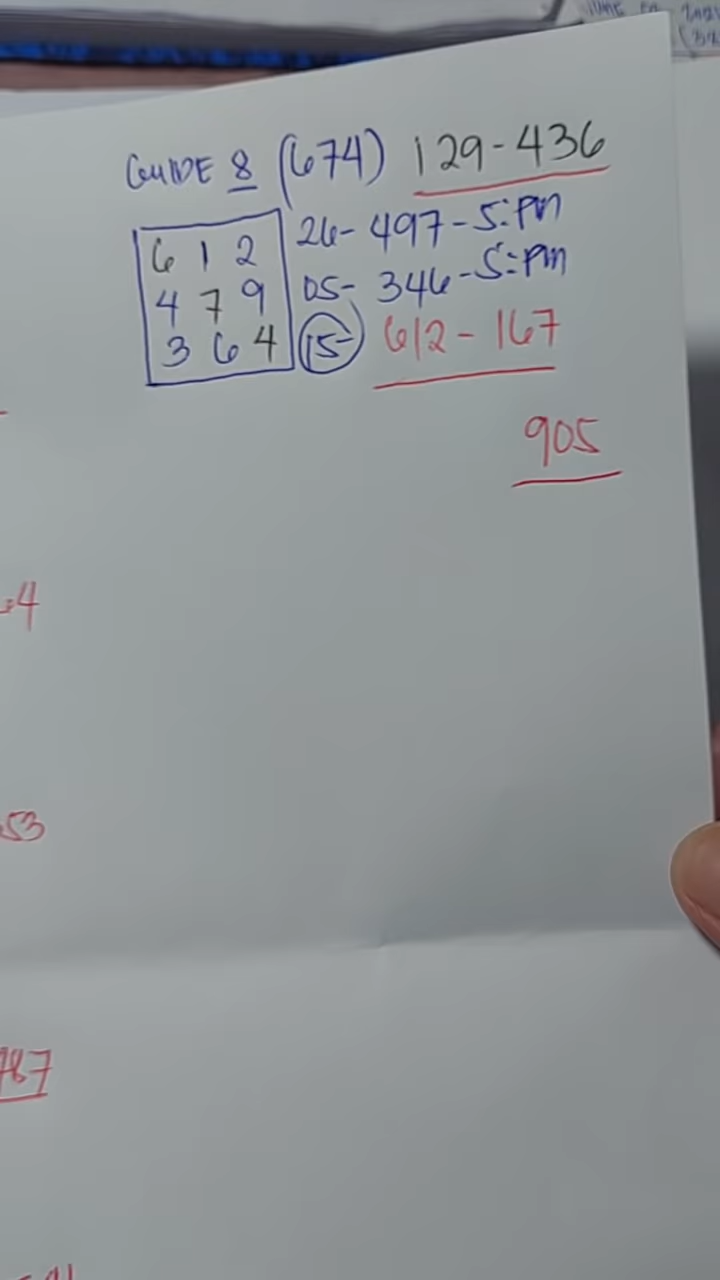 GUIDE 8 (674) 129-436
6 1 2 26- 497-5:PM
4 7 9 05- 346-5:PM
3 6 4 15- 612-167
905
4
53
787